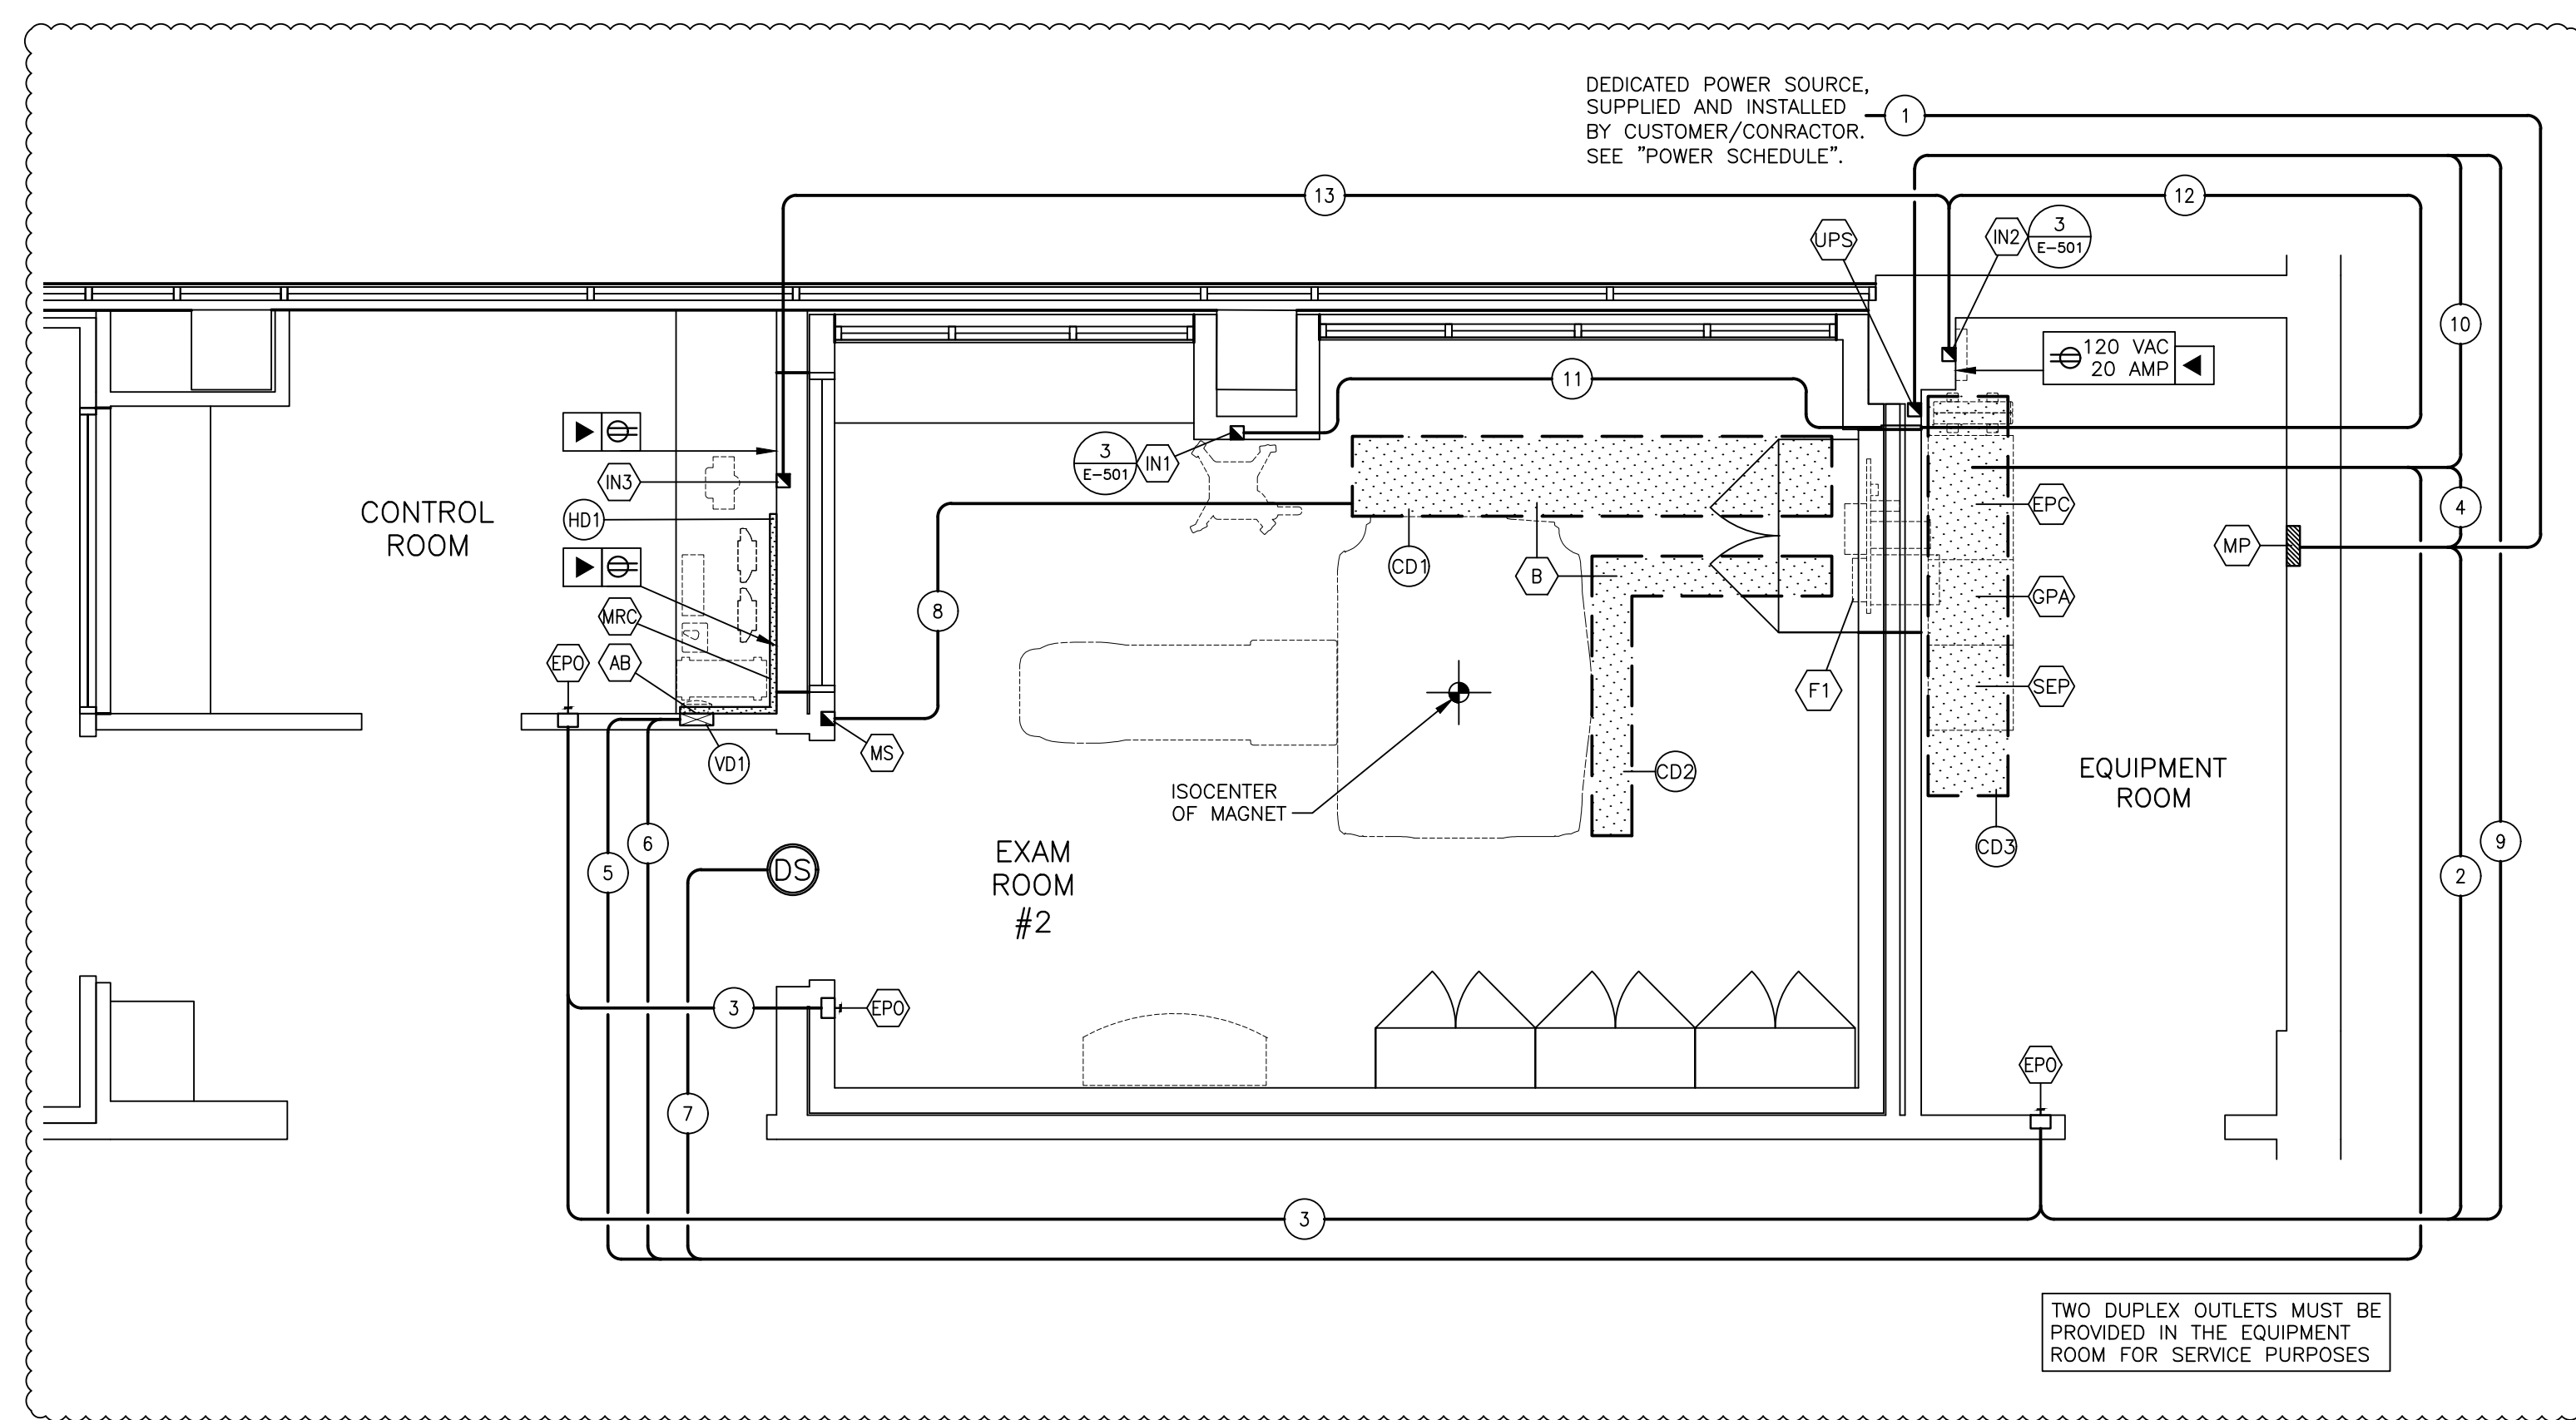 DEDICATED POWER SOURCE,
SUPPLIED AND INSTALLED
BY CUSTOMER/CONRACTOR.
SEE "POWER SCHEDULE".
1
13
12
UPS
IN2
3
E-501
10
120 VAC
20 AMP
11
3
E-501
IN1
IN3
HD1
CONTROL
ROOM
EPC
4
MP
CD1
B
GPA
8
MRC
EPO
AB
F1
SEP
MS
VD1
ISOCENTER
OF MAGNET
CD2
EQUIPMENT
ROOM
CD3
9
6
5
DS
EXAM
ROOM
#2
2
3
EPO
EPO
7
3
TWO DUPLEX OUTLETS MUST BE
PROVIDED IN THE EQUIPMENT
ROOM FOR SERVICE PURPOSES